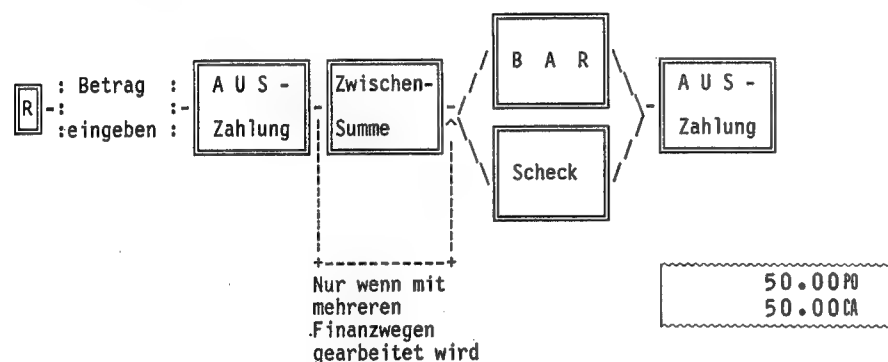 R
: Betrag :
:eingeben :
A U S -
Zahlung
Zwischen-
Summe
B A R
Scheck
A U S -
Zahlung
Nur wenn mit
mehreren
Finanzwegen
gearbeitet wird
50.00PO
50.00CA